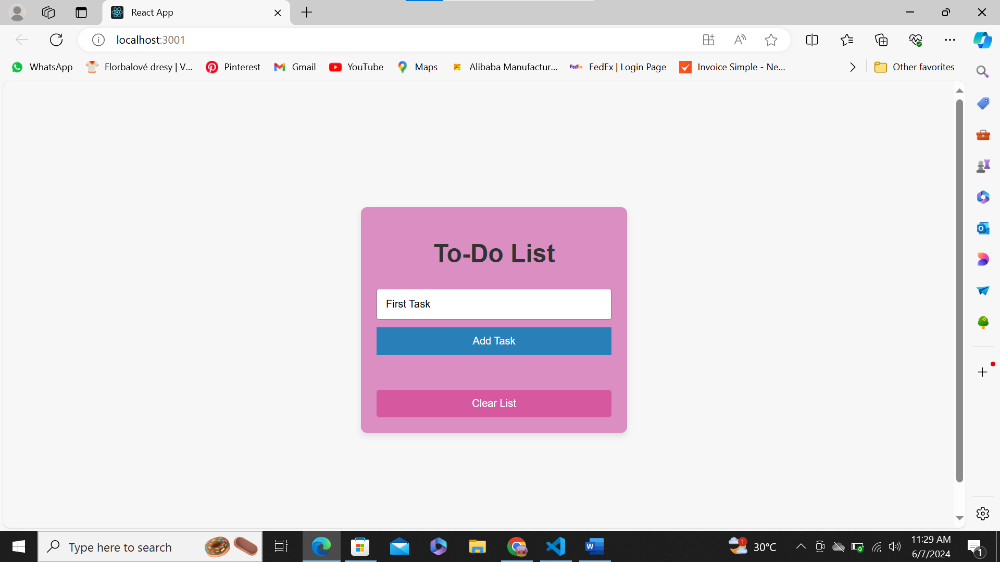 React App
localhost:3001
WhatsApp
Florbalové dresy | V...
Pinterest
Gmail
YouTube
Maps
Alibaba Manufactur...
FedEx | Login Page
Invoice Simple - Ne...
Other favorites
To-Do List
First Task
Add Task
Clear List
Type here to search
1
30°C
11:29 AM
6/7/2024
1